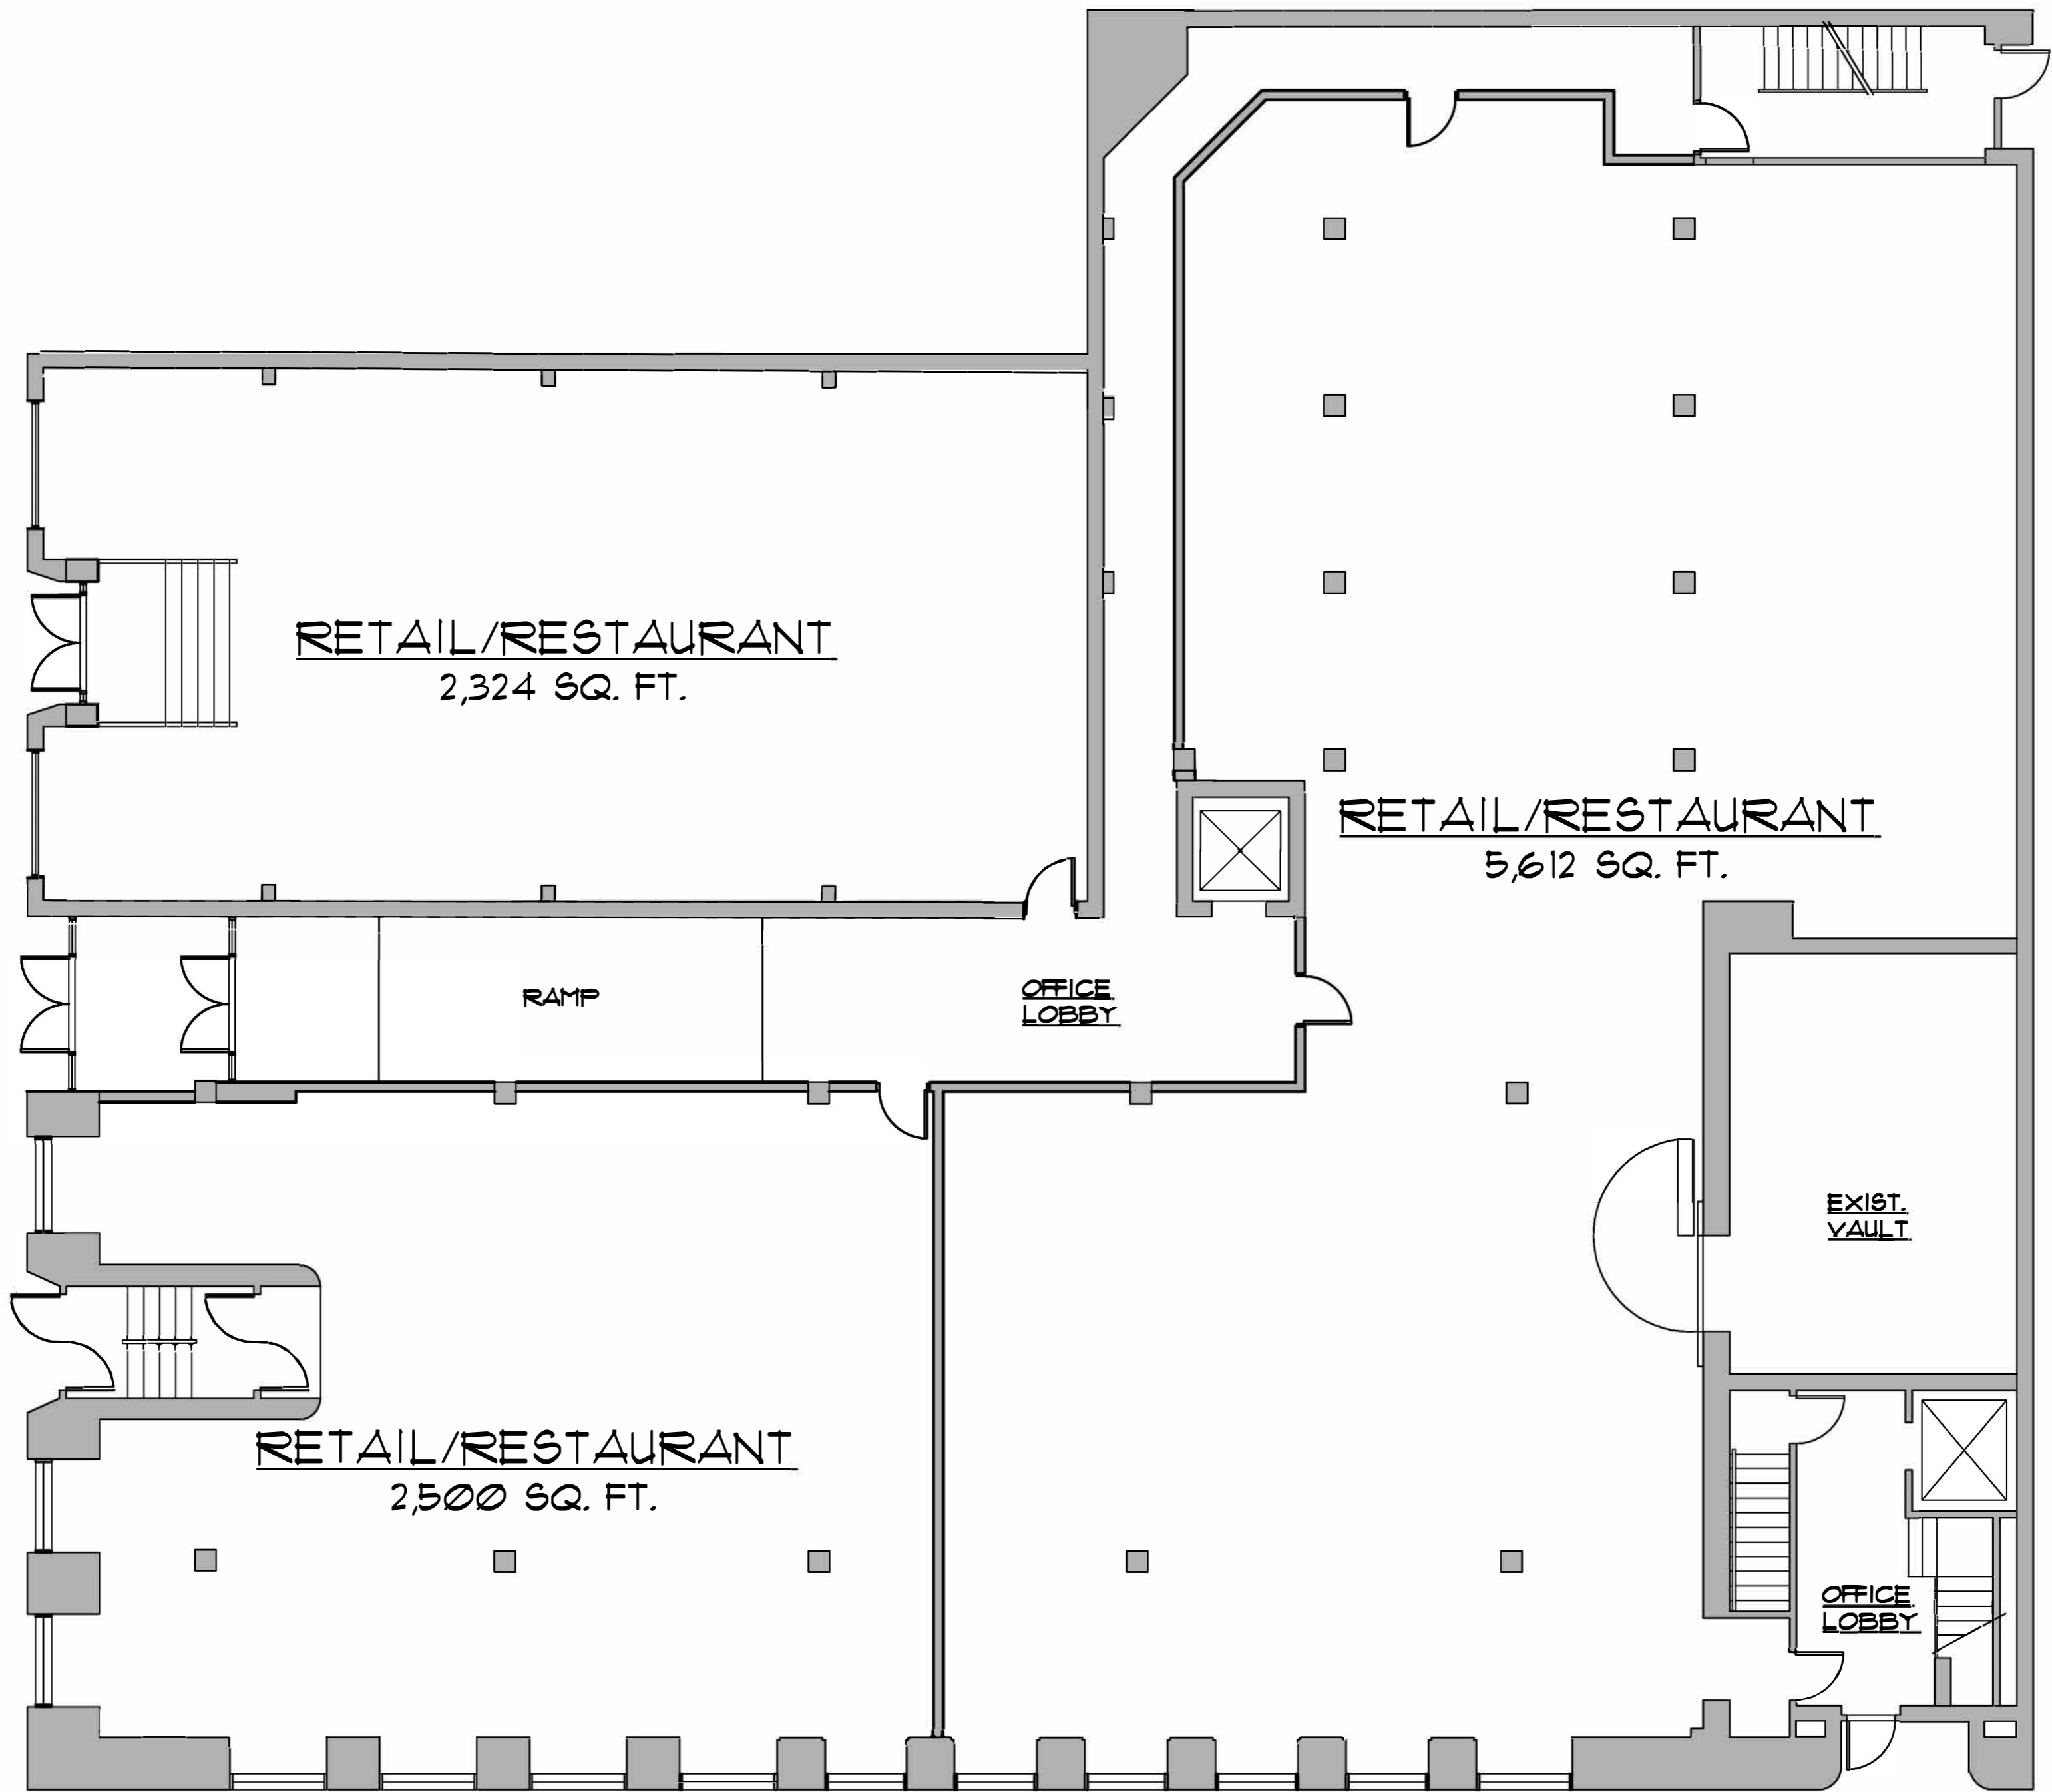 RETAIL/RESTAURANT
2,324 SQ. FT.
RETAIL/RESTAURANT
5,612 SQ. FT.
RAMP
OFFICE
LOBBY
EXIST.
VAULT
RETAIL/RESTAURANT
2,500 SQ. FT.
OFFICE
LOBBY